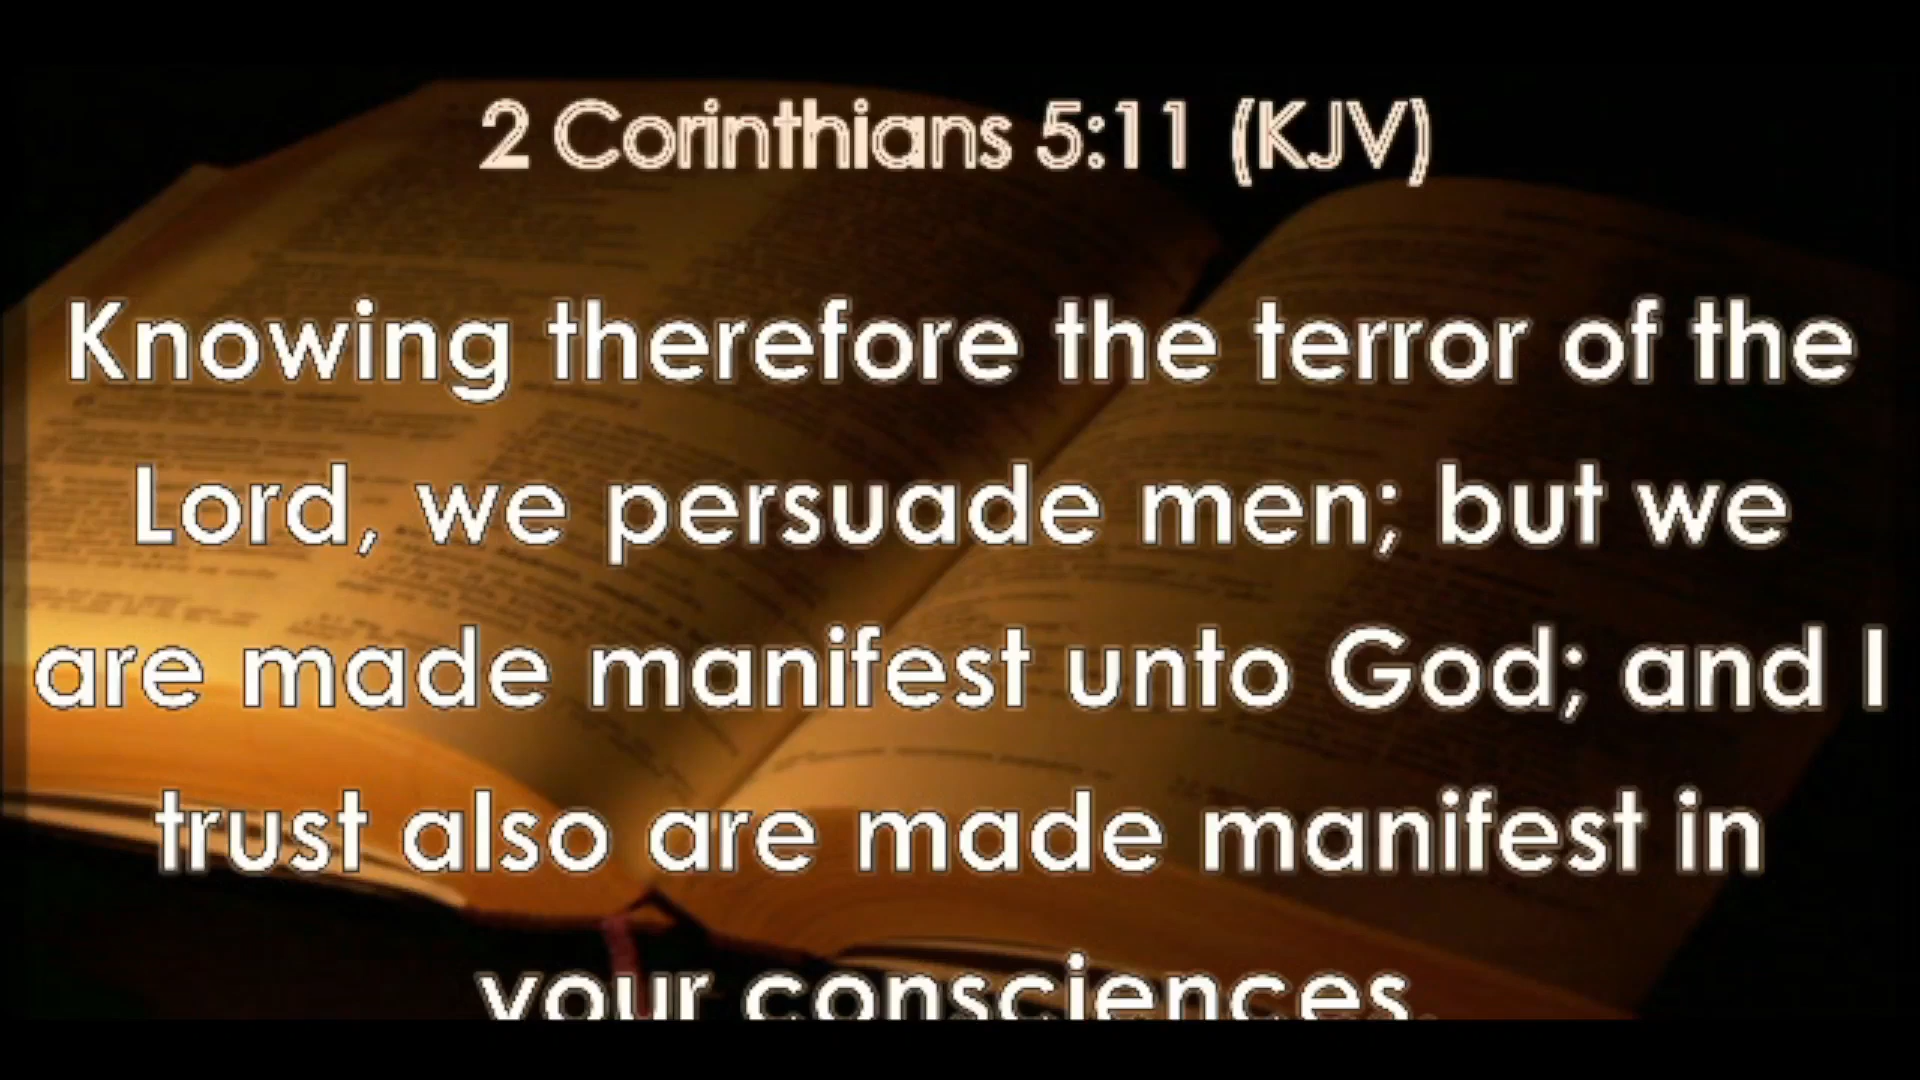 2 Corinthians 5:11 (KJV)
Knowing therefore the terror of the
Lord, we persuade men; but we
are made manifest unto God; and I
trust also are made manifest in
your consciences.